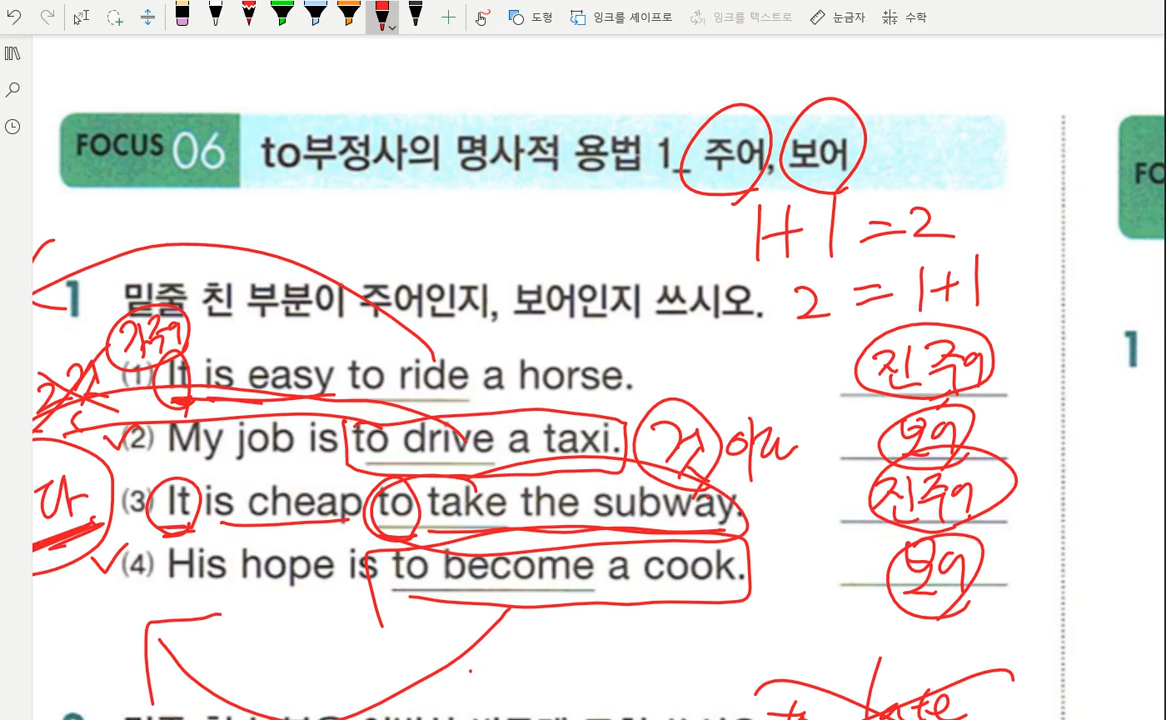 도형 잉크를 셰이프로 잉크를 텍스트로 눈금자 수학
FOCUS 06 to부정사의 명사적 용법 1_ 주어, 보어
1+1=2
1 밑줄 친 부분이 주어인지, 보어인지 쓰시오.
2=1+1
가주어
(1) It is easy to ride a horse. 진주어
(2) My job is to drive a taxi. 것 이다 보어
다
(3) It is cheap to take the subway. 진주어
(4) His hope is to become a cook. 보어
FO
1